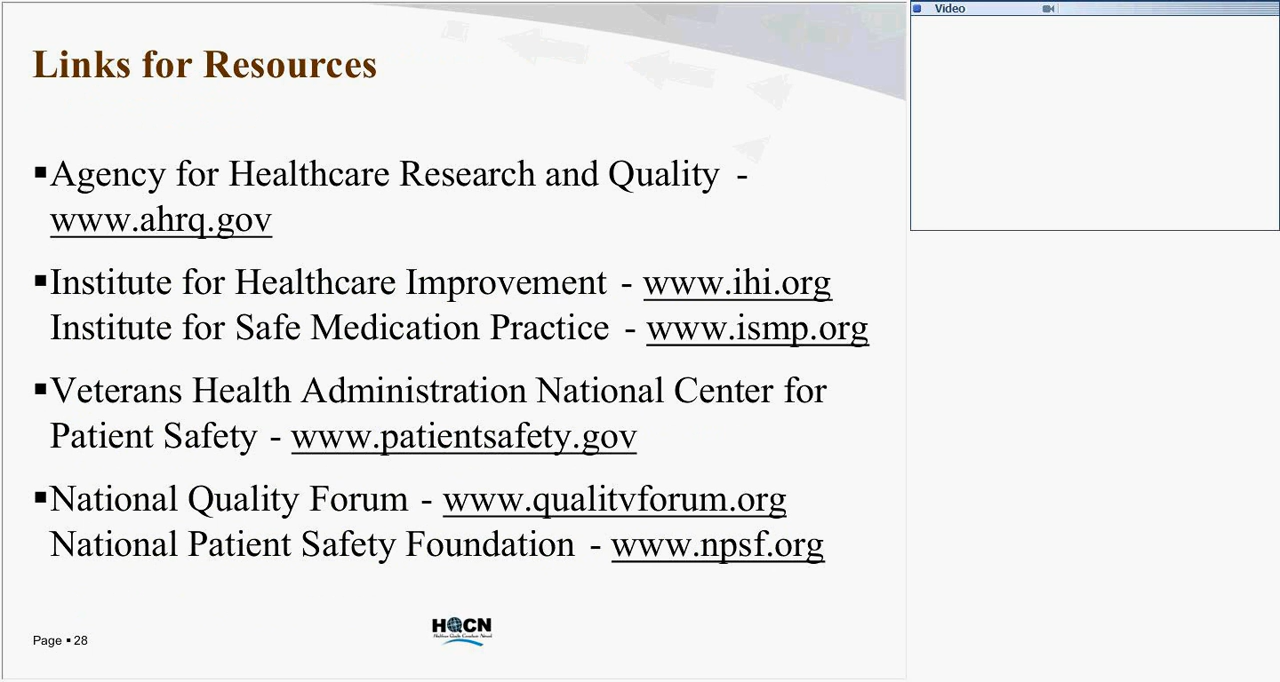 Video
Links for Resources
▪Agency for Healthcare Research and Quality -
www.ahrq.gov
▪Institute for Healthcare Improvement - www.ihi.org
Institute for Safe Medication Practice - www.ismp.org
▪Veterans Health Administration National Center for
Patient Safety - www.patientsafety.gov
▪National Quality Forum - www.qualitvforum.org
National Patient Safety Foundation - www.npsf.org
HQCN
Page ▪ 28